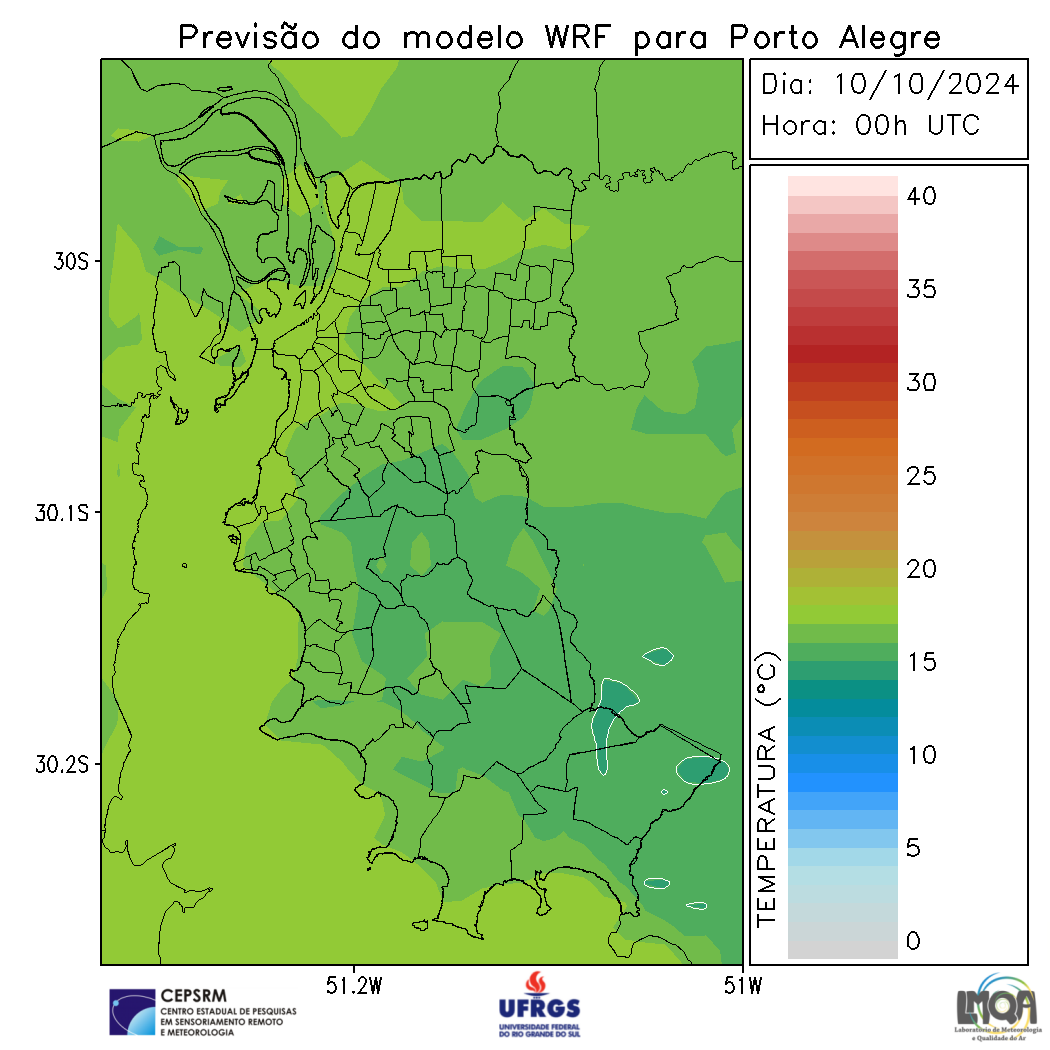 Previsão do modelo WRF para Porto Alegre
Dia: 10/10/2024
Hora: 00h UTC
40
35
30
25
20
15
10
5
0
TEMPERATURA (°C)
30S
30.1S
30.2S
51.2W
51W
CEPSRM
CENTRO ESTADUAL DE PESQUISAS
EM SENSORIAMENTO REMOTO
E METEOROLOGIA
UFRGS
UNIVERSIDADE FEDERAL
DO RIO GRANDE DO SUL
LMQA
Laboratório de Meteorologia
e Qualidade do Ar